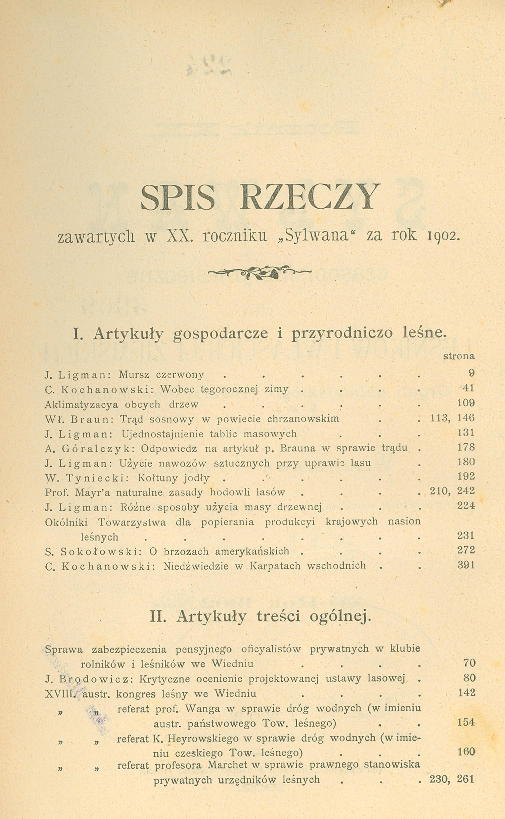 SPIS RZECZY
zawartych w XX. roczniku „Sylwana“ za rok 1902.
I. Artykuły gospodarcze i przyrodniczo leśne.
strona
J. Ligman: Mursz czerwony . . . . . . 9
C. Kochanowski: Wobec tegorocznej zimy . . . . 41
Aklimatyzacya obcych drzew . . . . . . 109
Wł. Braun: Trąd sosnowy w powiecie chrzanowskim . . 113, 146
J. Ligman: Ujednostajnienie tablic masowych . . . 131
A. Góralczyk: Odpowiedz na artykuł p. Brauna w sprawie trądu . 178
J. Ligman: Użycie nawozów sztucznych przy uprawie lasu . 180
W. Tyniecki: Kołtuny jodły . . . . . . 192
Prof. Mayr'a naturalne zasady hodowli lasów . . . . 210, 242
J. Ligman: Różne sposoby użycia masy drzewnej . . . 224
Okólniki Towarzystwa dla popierania produkcyi krajowych nasion
leśnych . . . . . . . . 231
S. Sokołowski: O brzozach amerykańskich . . . . 272
C. Kochanowski: Niedźwiedzie w Karpatach wschodnich . . 391
II. Artykuły treści ogólnej.
Sprawa zabezpieczenia pensyjnego oficyalistów prywatnych w klubie
rolników i leśników we Wiedniu . . . . 70
J. Brodowicz: Krytyczne ocenienie projektowanej ustawy lasowej . 80
XVIII. austr. kongres leśny we Wiedniu . . . . 142
„ „ referat prof. Wanga w sprawie dróg wodnych (w imieniu
austr. państwowego Tow. leśnego) . . . 154
„ „ referat K. Heyrowskiego w sprawie dróg wodnych (w imie-
niu czeskiego Tow. leśnego) . . . 160
„ „ referat profesora Marchet w sprawie prawnego stanowiska
prywatnych urzędników leśnych . . . 230, 261